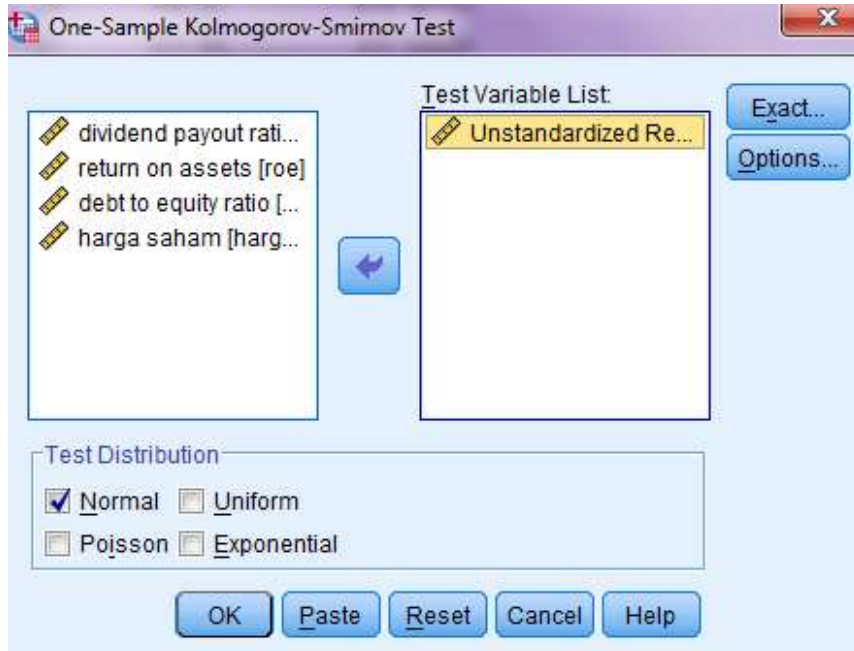 One-Sample Kolmogorov-Smirnov Test
Test Variable List:
dividend payout rati...
return on assets [roe]
debt to equity ratio [...
harga saham [harg...
Unstandardized Re...
Exact...
Options...
Test Distribution
Normal Uniform
Poisson Exponential
OK Paste Reset Cancel Help